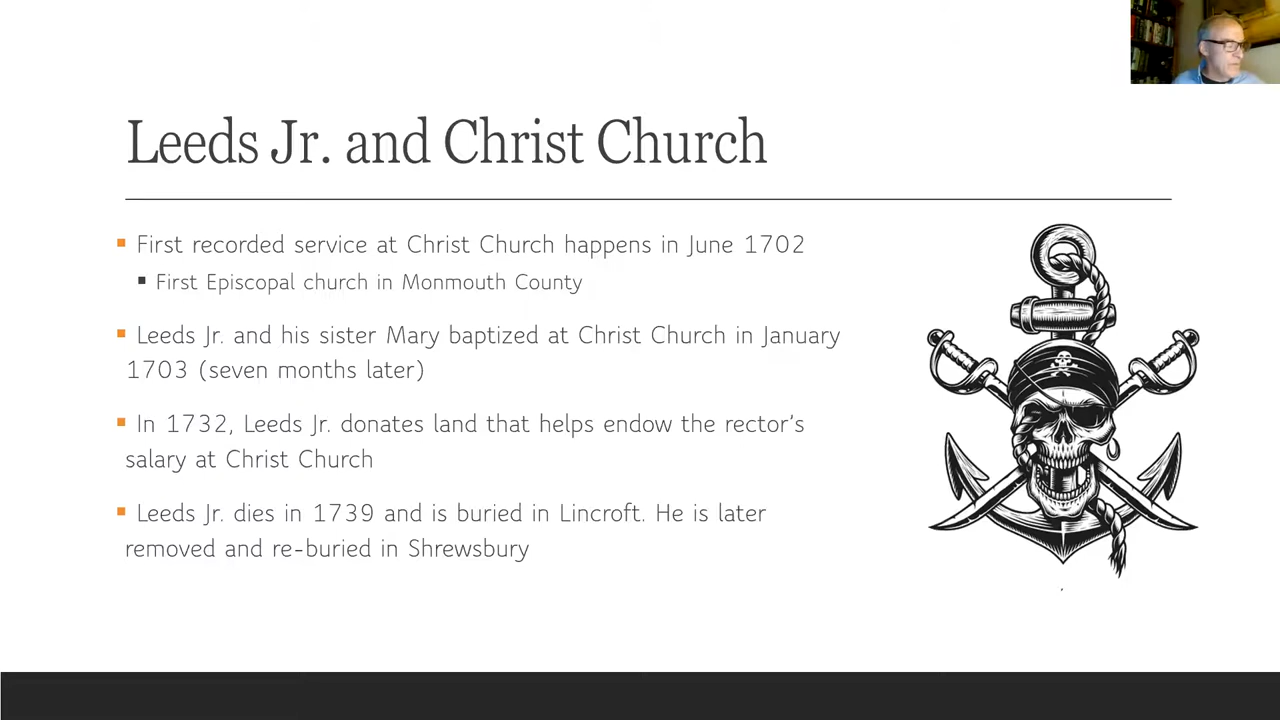 Leeds Jr. and Christ Church
▪ First recorded service at Christ Church happens in June 1702
▪ First Episcopal church in Monmouth County
▪ Leeds Jr. and his sister Mary baptized at Christ Church in January
1703 (seven months later)
▪ In 1732, Leeds Jr. donates land that helps endow the rector’s
salary at Christ Church
▪ Leeds Jr. dies in 1739 and is buried in Lincroft. He is later
removed and re-buried in Shrewsbury